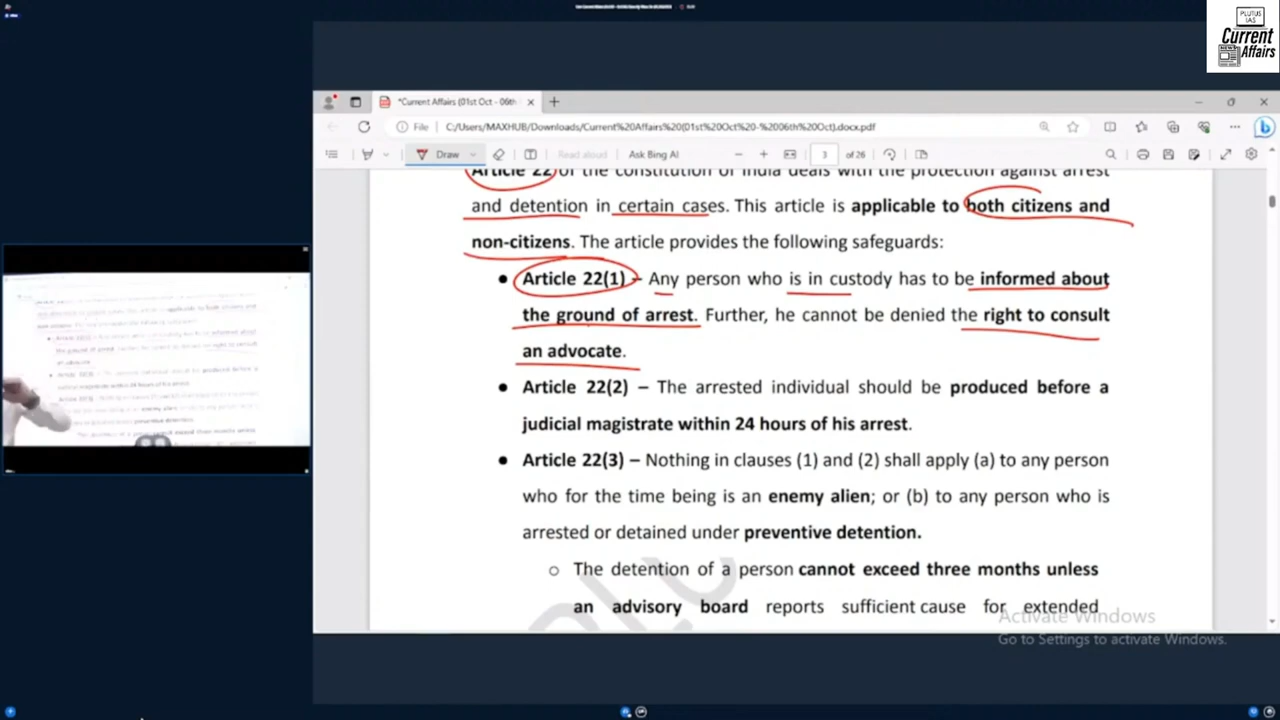 PLUTUS IAS
Current
NEWS
Affairs
*Current Affairs (01st Oct - 06th
File C:/Users/MAXHUB/Downloads/Current%20Affairs%20(01st%20Oct%20-%2006th%20Oct).docx.pdf
Draw Read aloud Ask Bing AI 3 of 26
Article 22 of the constitution of India deals with the protection against arrest
and detention in certain cases. This article is applicable to both citizens and
non-citizens. The article provides the following safeguards:
● Article 22(1) – Any person who is in custody has to be informed about
the ground of arrest. Further, he cannot be denied the right to consult
an advocate.
● Article 22(2) – The arrested individual should be produced before a
judicial magistrate within 24 hours of his arrest.
● Article 22(3) – Nothing in clauses (1) and (2) shall apply (a) to any person
who for the time being is an enemy alien; or (b) to any person who is
arrested or detained under preventive detention.
o The detention of a person cannot exceed three months unless
an advisory board reports sufficient cause for extended
Activate Windows
Go to Settings to activate Windows.